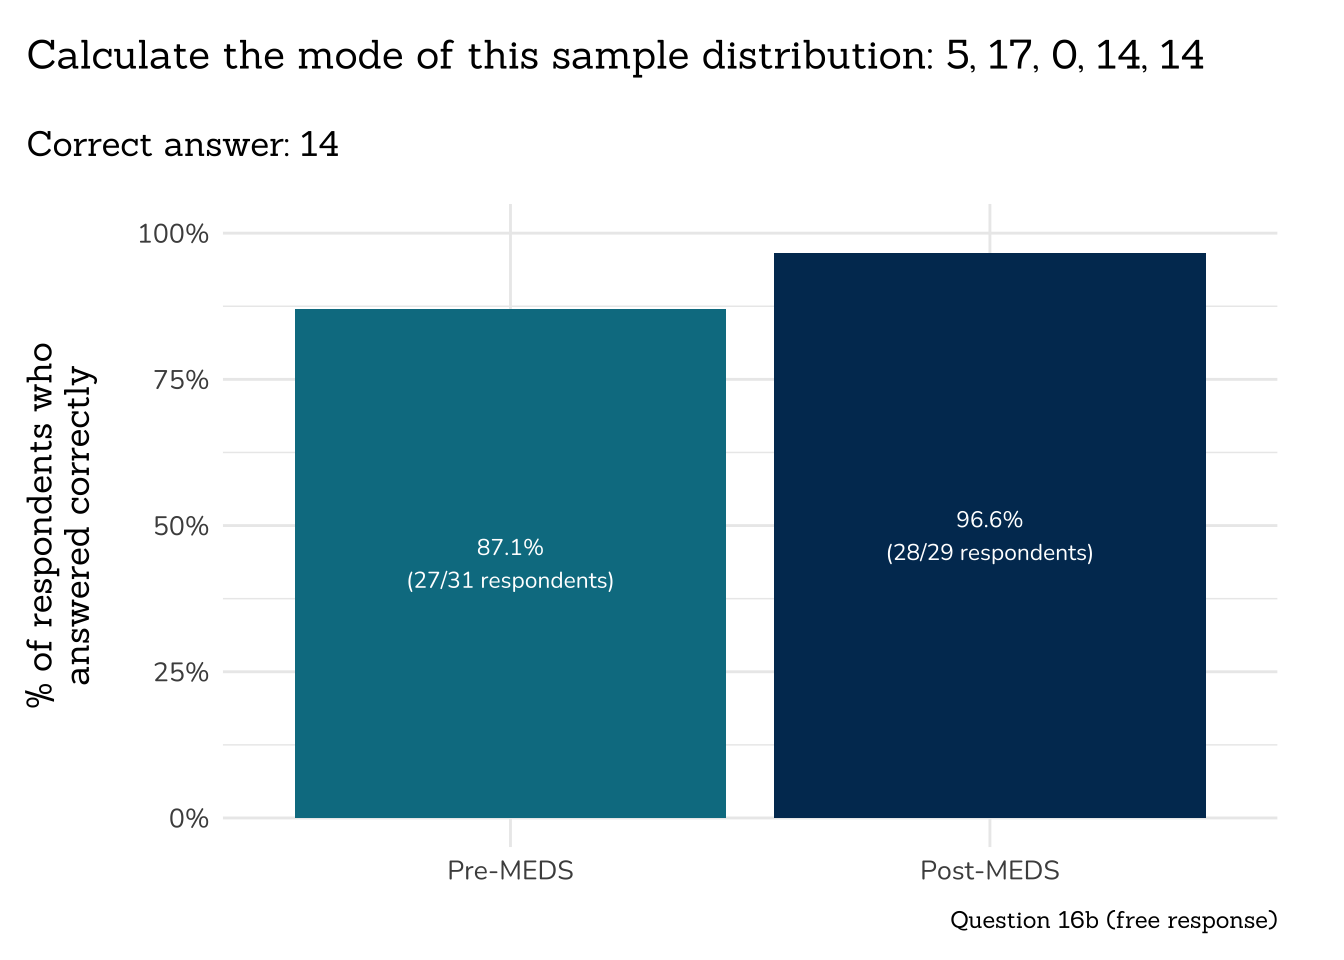 Calculate the mode of this sample distribution: 5, 17, 0, 14, 14
Correct answer: 14
% of respondents who
answered correctly
100%
75%
50%
25%
0%
87.1%
(27/31 respondents)
96.6%
(28/29 respondents)
Pre-MEDS
Post-MEDS
Question 16b (free response)